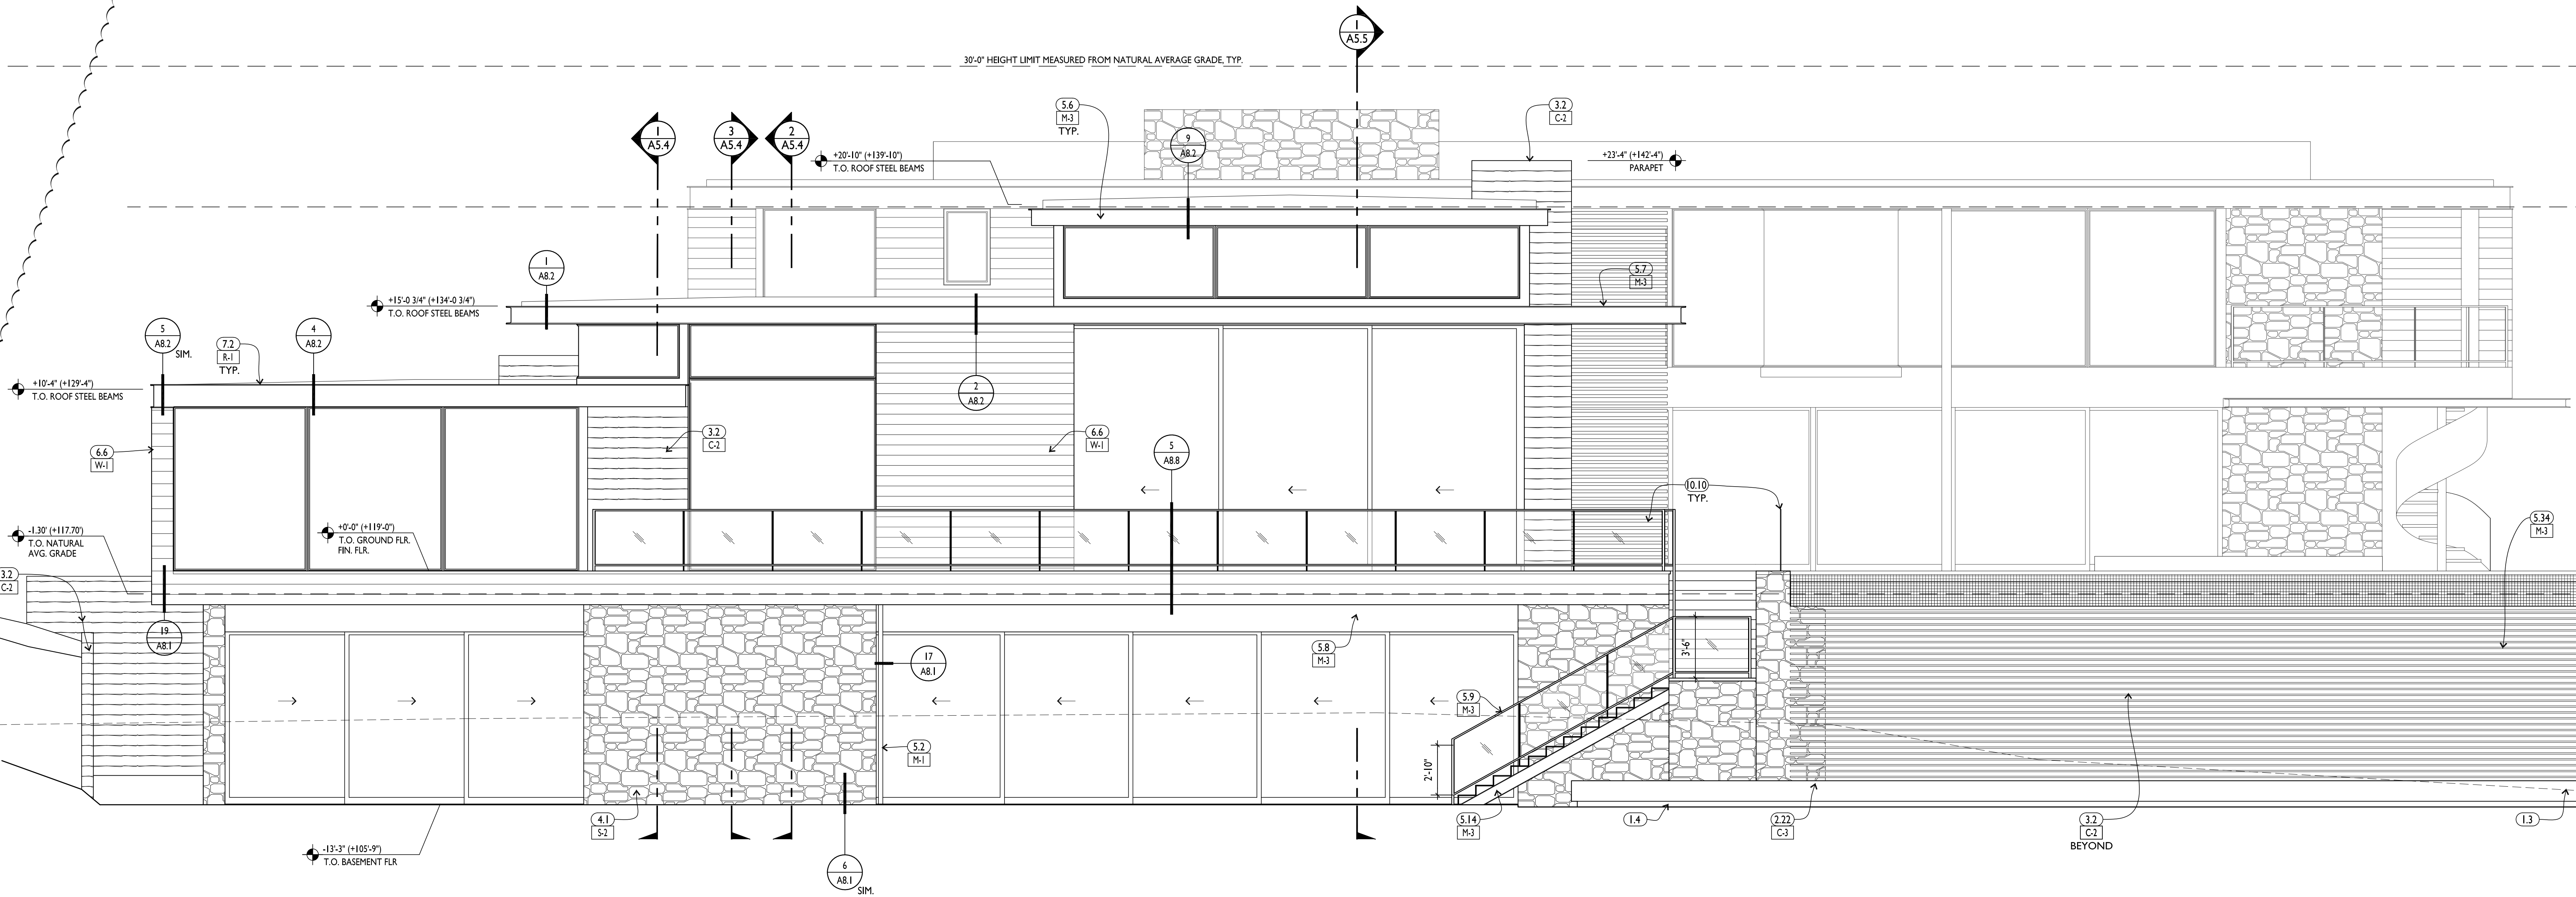 1
A5.5
30'-0" HEIGHT LIMIT MEASURED FROM NATURAL AVERAGE GRADE, TYP.
5.6
M-3
TYP.
3.2
C-2
1
A5.4
3
A5.4
2
A5.4
9
A8.2
+20'-10" (+139'-10")
T.O. ROOF STEEL BEAMS
+23'-4" (+142'-4")
PARAPET
1
A8.2
5.7
M-3
+15'-0 3/4" (+134'-0 3/4")
T.O. ROOF STEEL BEAMS
5
A8.2
SIM.
4
A8.2
7.2
R-1
TYP.
+10'-4" (+129'-4")
T.O. ROOF STEEL BEAMS
2
A8.2
6.6
W-1
3.2
C-2
6.6
W-1
5
A8.8
10.10
TYP.
5.34
M-3
-1.30' (+117.70')
T.O. NATURAL
AVG. GRADE
+0'-0" (+119'-0")
T.O. GROUND FLR.
FIN. FLR.
3.2
C-2
19
A8.1
17
A8.1
5.8
M-3
3'-6"
5.9
M-3
5.2
M-1
2'-10"
4.1
S-2
5.14
M-3
1.4
2.22
C-3
3.2
C-2
BEYOND
1.3
-13'-3" (+105'-9")
T.O. BASEMENT FLR
6
A8.1
SIM.